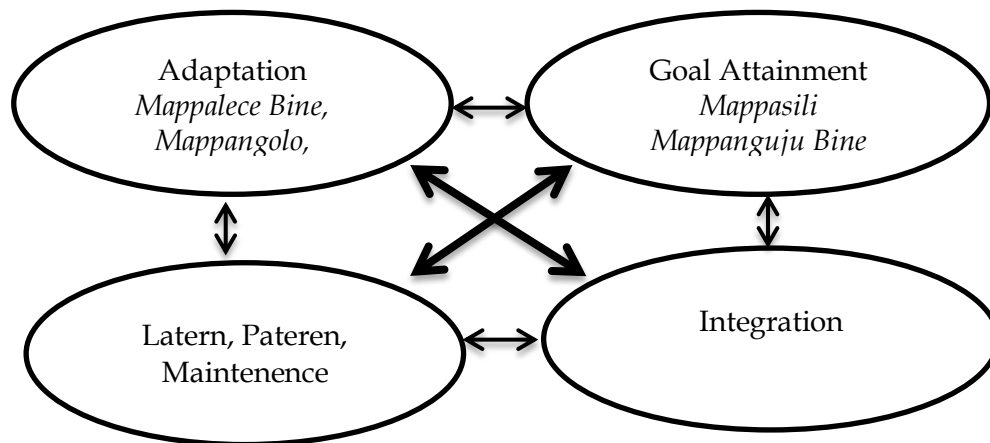 Adaptation
Mappalece Bine,
Mappangolo,
Goal Attainment
Mappasili
Mappanguju Bine
Latern, Pateren,
Maintenence
Integration